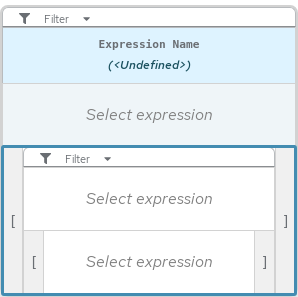 Filter
Expression Name
(<Undefined>)
Select expression
Filter
[ Select expression ]
[ Select expression ]